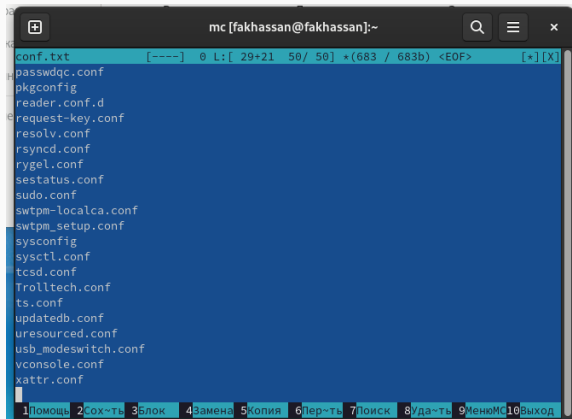 mc [fakhassan@fakhassan]:~
conf.txt [----] 0 L:[ 29+21 50/ 50] *(683 / 683b) <EOF> [*][X]
passwdqc.conf
pkgconfig
reader.conf.d
request-key.conf
resolv.conf
rsyncd.conf
rygel.conf
sestatus.conf
sudo.conf
swtpm-localca.conf
swtpm_setup.conf
sysconfig
sysctl.conf
tcsd.conf
Trolltech.conf
ts.conf
updatedb.conf
uresourced.conf
usb_modeswitch.conf
vconsole.conf
xattr.conf
1Помощь 2Сох~ть 3Блок 4Замена 5Копия 6Пер~ть 7Поиск 8Уда~ть 9МенюMC10Выход